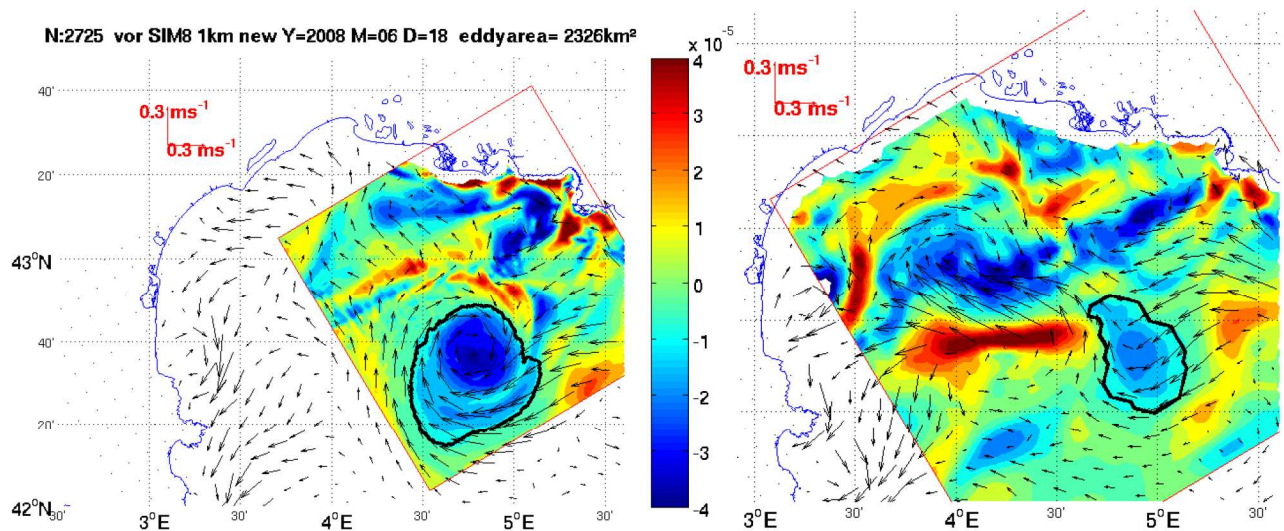 N:2725 vor SIM8 1km new Y=2008 M=06 D=18 eddyarea= 2326km²
x 10⁻⁵
0.3 ms⁻¹
0.3 ms⁻¹
40'
20'
43°N
40'
20'
42°N
30'
3°E
30'
4°E
30'
5°E
30'
4
3
2
1
0
-1
-2
-3
-4
0.3 ms⁻¹
0.3 ms⁻¹
30'
3°E
30'
4°E
30'
5°E
30'